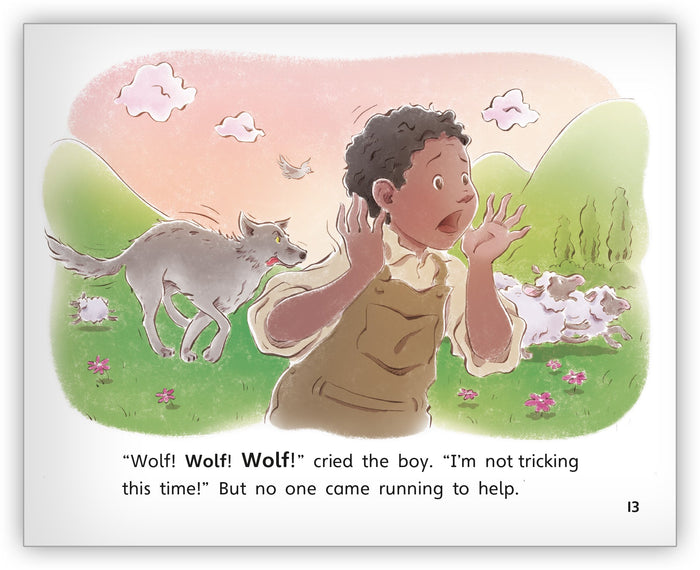 “Wolf! Wolf! Wolf!” cried the boy. “I’m not tricking
this time!” But no one came running to help.
13